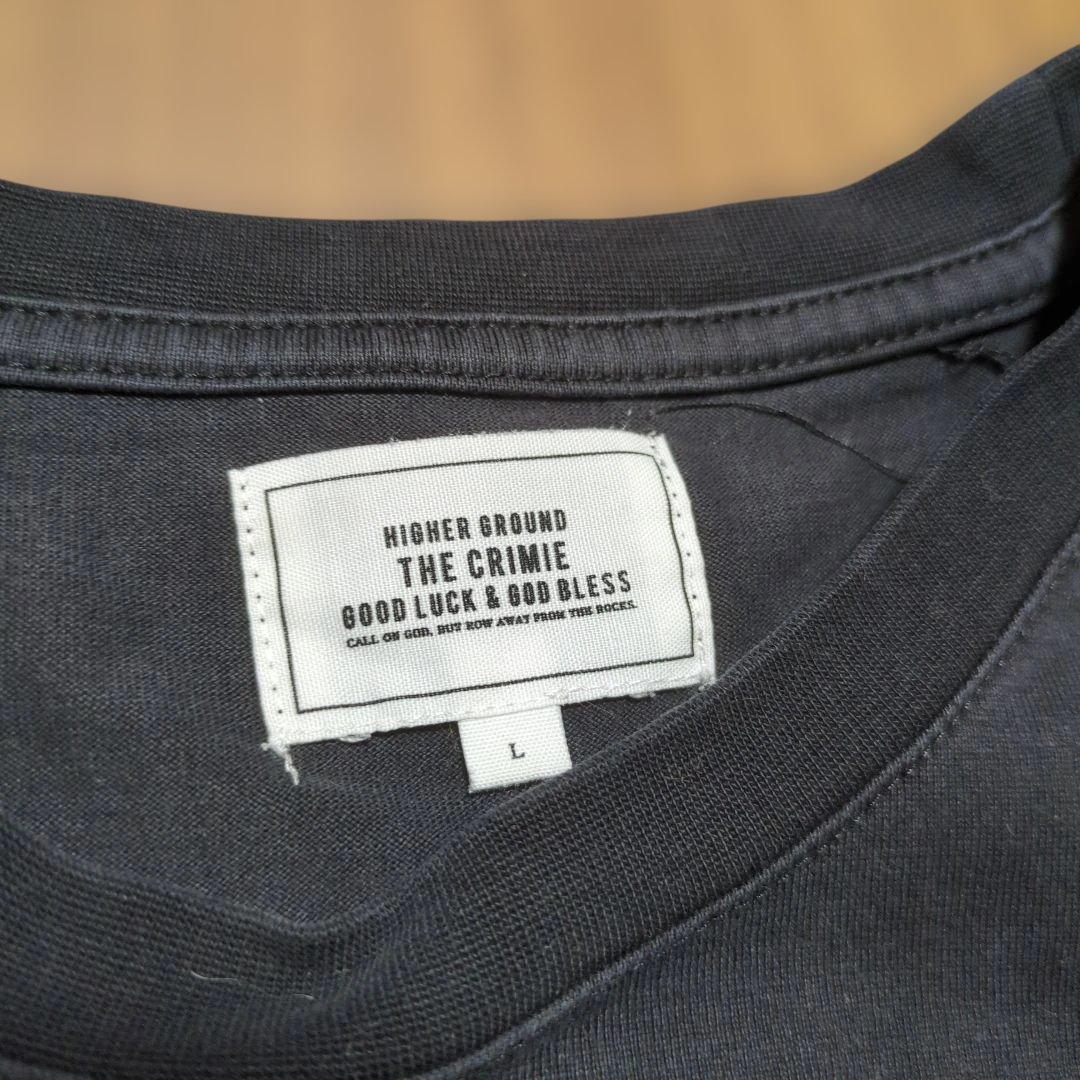 HIGHER GROUND
THE CRIMIE
GOOD LUCK & GOD BLESS
CALL ON GOD, BUT ROW AWAY FROM THE ROCKS.
L